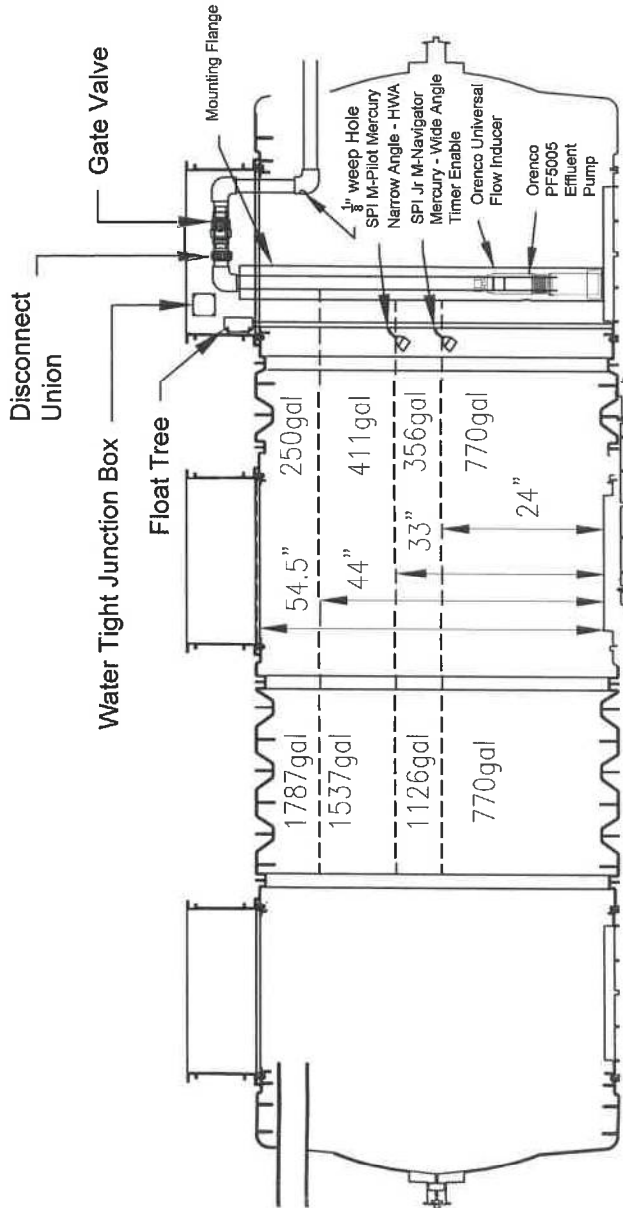 Disconnect
Union
Water Tight Junction Box
Float Tree
Gate Valve
Mounting Flange
1/8" weep Hole
SPI M-Pilot Mercury
Narrow Angle - HWA
SPI Jr M-Navigator
Mercury - Wide Angle
Timer Enable
Orenco Universal
Flow Inducer
Orenco
PF5005
Effluent
Pump
1787gal
1537gal
1126gal
770gal
54.5"
44"
33"
24"
250gal
411gal
356gal
770gal